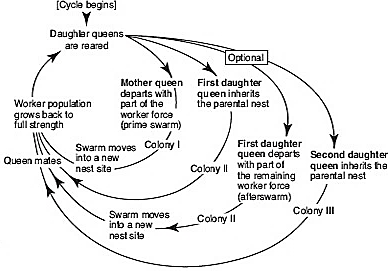 [Cycle begins]
Daughter queens
are reared
Optional
Mother queen
departs with
part of the
worker force
(prime swarm)
Colony I
First daughter
queen inherits
the parental nest
Worker population
grows back to
full strength
Queen mates
Swarm moves
into a new
nest site
Colony II
First daughter
queen departs
with part of
the remaining
worker force
(afterswarm)
Second daughter
queen inherits the
parental nest
Swarm moves
into a new
nest site
Colony II
Colony III